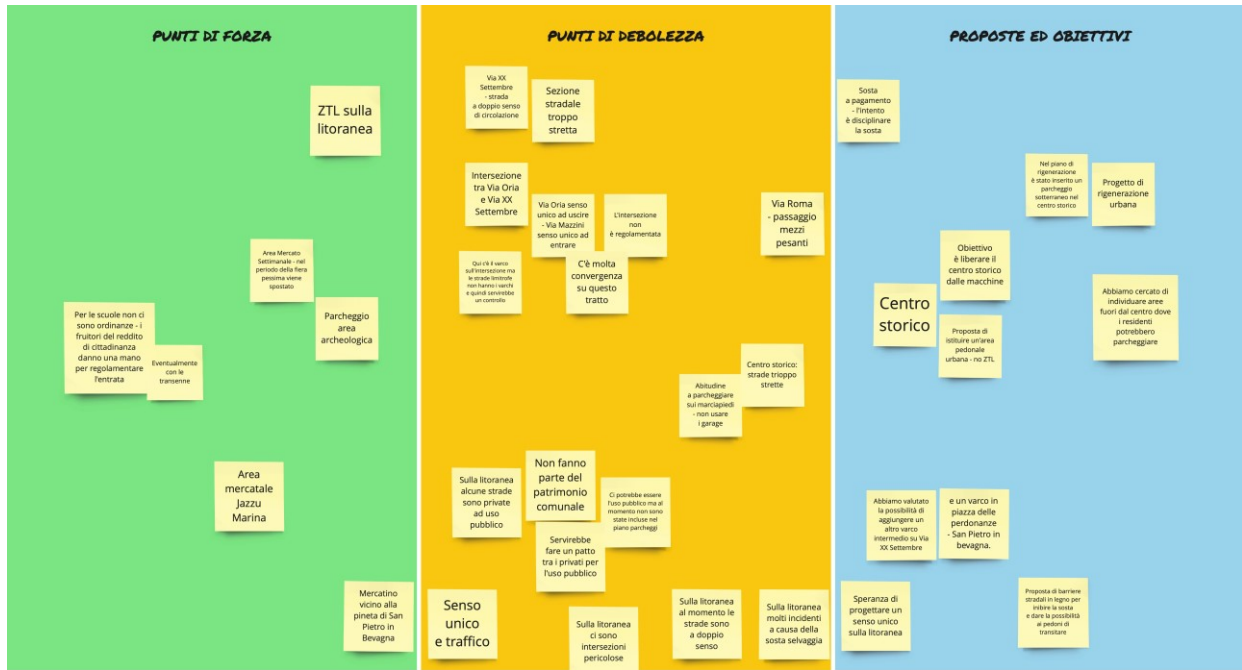 PUNTI DI FORZA
ZTL sulla
litoranea
Area Mercato
Settimanale - nel
periodo della fiera
pessima viene
spostato
Per le scuole non ci
sono ordinanze - i
fruitori del reddito
di cittadinanza
danno una mano
per regolamentare
l'entrata
Eventualmente
con le
transenne
Parcheggio
area
archeologica
Area
mercatale
Jazzu
Marina
Mercatino
vicino alla
pineta di San
Pietro in
Bevagna
PUNTI DI DEBOLEZZA
Via XX
Settembre
- strada
a doppio senso
di circolazione
Sezione
stradale
troppo
stretta
Intersezione
tra Via Oria
e Via XX
Settembre
Via Oria senso
unico ad uscire
- Via Mazzini
senso unico ad
entrare
L'intersezione
non
è regolamentata
Via Roma
- passaggio
mezzi
pesanti
Qui c'è il varco
sull'intersezione ma
le strade limitrofe
non hanno i varchi
e quindi servirebbe
un controllo
C'è molta
convergenza
su questo
tratto
Centro storico:
strade trioppo
strette
Abitudine
a parcheggiare
sui marciapiedi
- non usare
i garage
Sulla litoranea
alcune strade
sono private
ad uso
pubblico
Non fanno
parte del
patrimonio
comunale
Ci potrebbe essere
l'uso pubblico ma al
momento non sono
state incluse nel
piano parcheggi
Servirebbe
fare un patto
tra i privati per
l'uso pubblico
Senso
unico
e traffico
Sulla litoranea
ci sono
intersezioni
pericolose
Sulla litoranea
al momento le
strade sono
a doppio
senso
Sulla litoranea
molti incidenti
a causa della
sosta selvaggia
PROPOSTE ED OBIETTIVI
Sosta
a pagamento
- l'intento
è disciplinare
la sosta
Nel piano di
rigenerazione
è stato inserito un
parcheggio
sotterraneo nel
centro storico
Progetto di
rigenerazione
urbana
Obiettivo
è liberare il
centro storico
dalle macchine
Centro
storico
Proposta di
istituire un'area
pedonale
urbana - no ZTL
Abbiamo cercato di
individuare aree
fuori dal centro dove
i residenti
potrebbero
parcheggiare
Abbiamo valutato
la possibilità di
aggiungere un
altro varco
intermedio su Via
XX Settembre
e un varco in
piazza delle
perdonanze
- San Pietro in
bevagna.
Speranza di
progettare un
senso unico
sulla litoranea
Proposta di barriere
stradali in legno per
inibire la sosta
e dare la possibilità
ai pedoni di
transitare